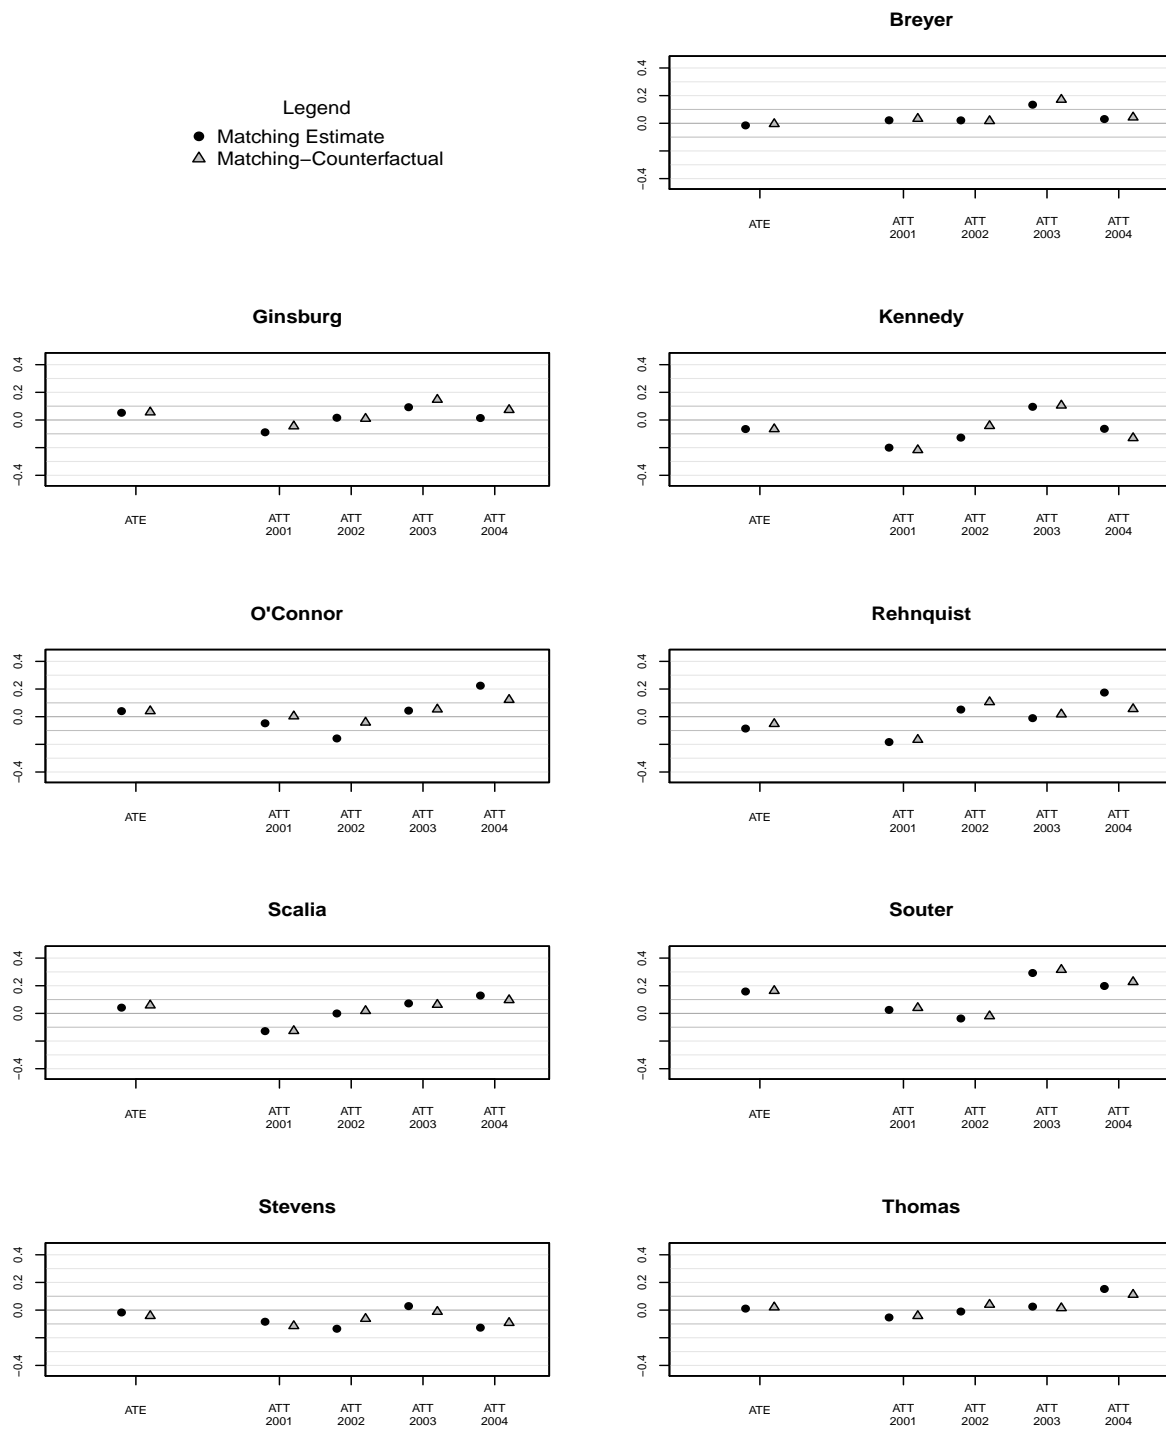 Breyer
Legend
Matching Estimate
Matching−Counterfactual
0.4
0.2
0.0
−0.4
ATE
ATT
2001
ATT
2002
ATT
2003
ATT
2004
Ginsburg
0.4
0.2
0.0
−0.4
ATE
ATT
2001
ATT
2002
ATT
2003
ATT
2004
Kennedy
0.4
0.2
0.0
−0.4
ATE
ATT
2001
ATT
2002
ATT
2003
ATT
2004
O'Connor
0.4
0.2
0.0
−0.4
ATE
ATT
2001
ATT
2002
ATT
2003
ATT
2004
Rehnquist
0.4
0.2
0.0
−0.4
ATE
ATT
2001
ATT
2002
ATT
2003
ATT
2004
Scalia
0.4
0.2
0.0
−0.4
ATE
ATT
2001
ATT
2002
ATT
2003
ATT
2004
Souter
0.4
0.2
0.0
−0.4
ATE
ATT
2001
ATT
2002
ATT
2003
ATT
2004
Stevens
0.4
0.2
0.0
−0.4
ATE
ATT
2001
ATT
2002
ATT
2003
ATT
2004
Thomas
0.4
0.2
0.0
−0.4
ATE
ATT
2001
ATT
2002
ATT
2003
ATT
2004